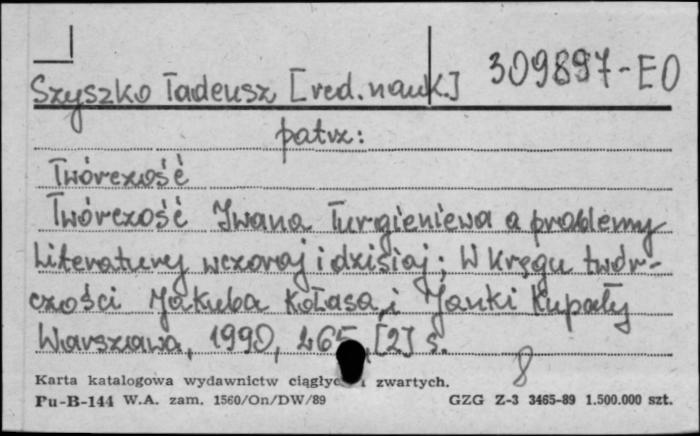 Szyszko Tadeusz [red. nauk.] 309897-EO
patrz:
Twórczość
Twórczość Iwana Turgieniewa a problemy
literatury wczoraj i dzisiaj; W kręgu twór-
czości Jakuba Kołasa i Janki Kupały
Warszawa, 1990, 265, [2] s.
8
Karta katalogowa wydawnictw zwartych.
Pu-B-144 W.A. zam. 1560/On/DW/89 GZG Z-3 3465-89 1.500.000 szt.